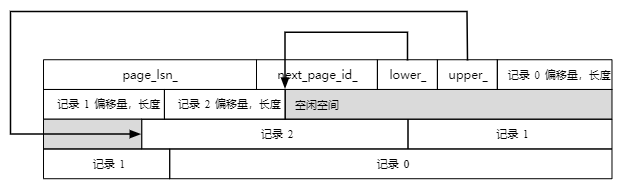 page_lsn_ next_page_id_ lower_ upper_ 记录 0 偏移量，长度
记录 1 偏移量，长度 记录 2 偏移量，长度 空闲空间
记录 2 记录 1
记录 1 记录 0